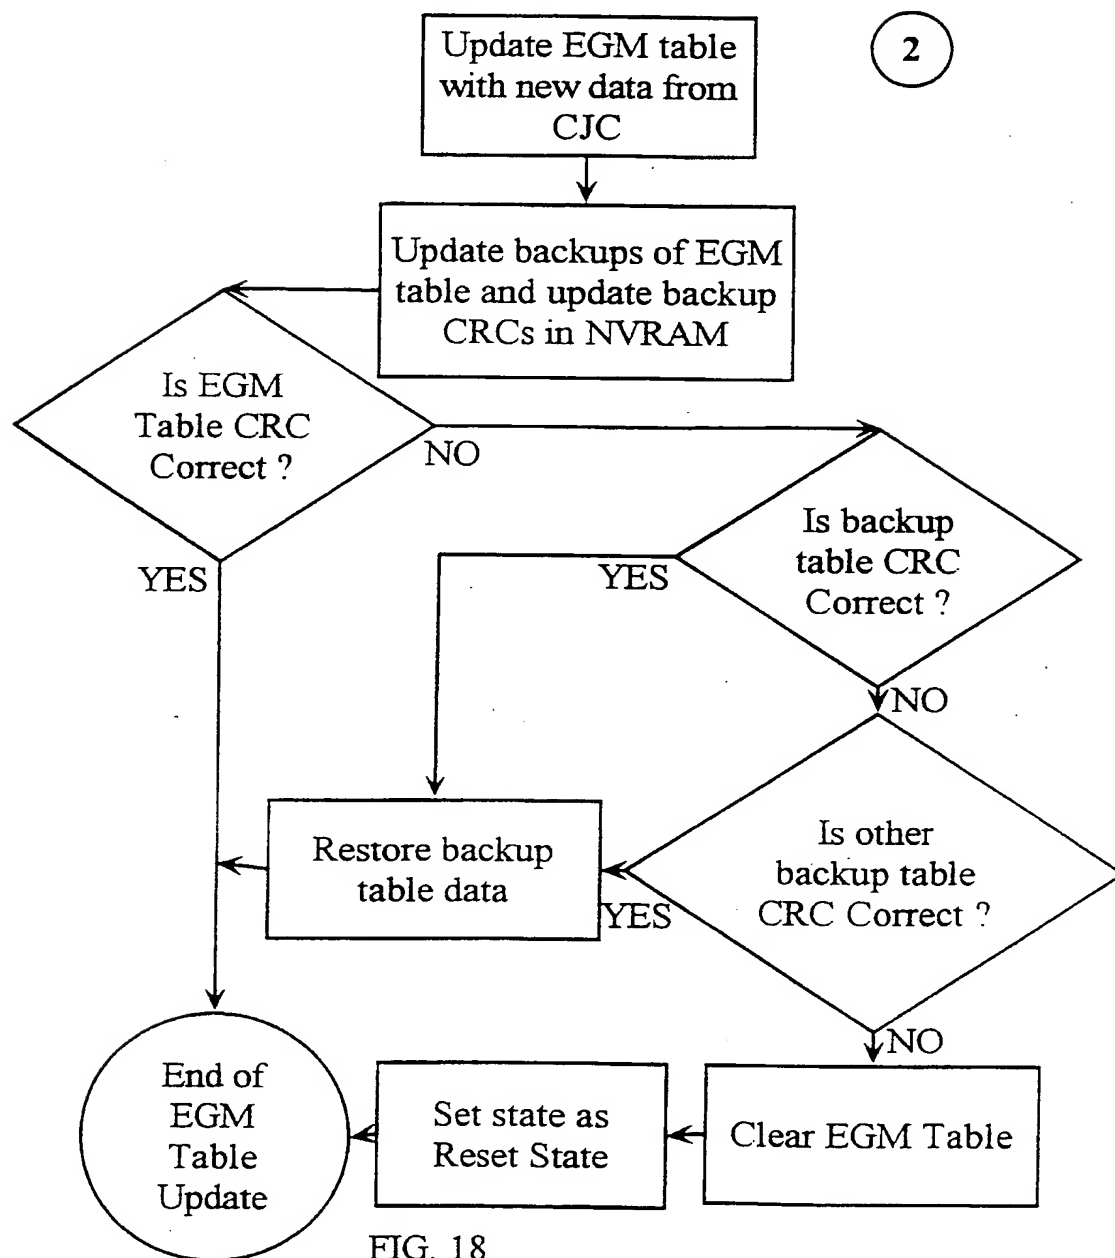 Update EGM table
with new data from
CJC
2
Update backups of EGM
table and update backup
CRCs in NVRAM
Is EGM
Table CRC
Correct ?
NO
YES
Is backup
table CRC
Correct ?
YES
NO
Restore backup
table data
Is other
backup table
CRC Correct ?
YES
NO
End of
EGM
Table
Update
Set state as
Reset State
Clear EGM Table
FIG. 18